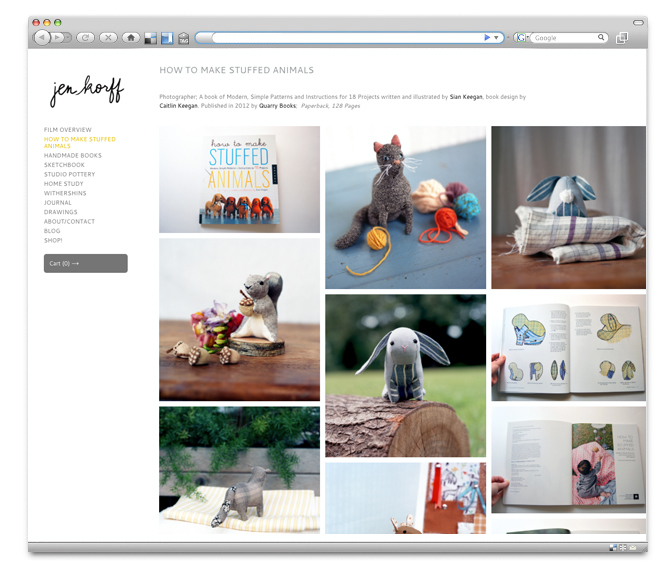 Google
jen korff
HOW TO MAKE STUFFED ANIMALS
Photographer; A book of Modern, Simple Patterns and Instructions for 18 Projects written and illustrated by Sian Keegan, book design by
Caitlin Keegan. Published in 2012 by Quarry Books; Paperback, 128 Pages
FILM OVERVIEW
HOW TO MAKE STUFFED
ANIMALS
HANDMADE BOOKS
SKETCHBOOK
STUDIO POTTERY
HOME STUDY
WITHERSHINS
JOURNAL
DRAWINGS
ABOUT/CONTACT
BLOG
SHOP!
Cart (0) →
how to make
STUFFED
ANIMALS